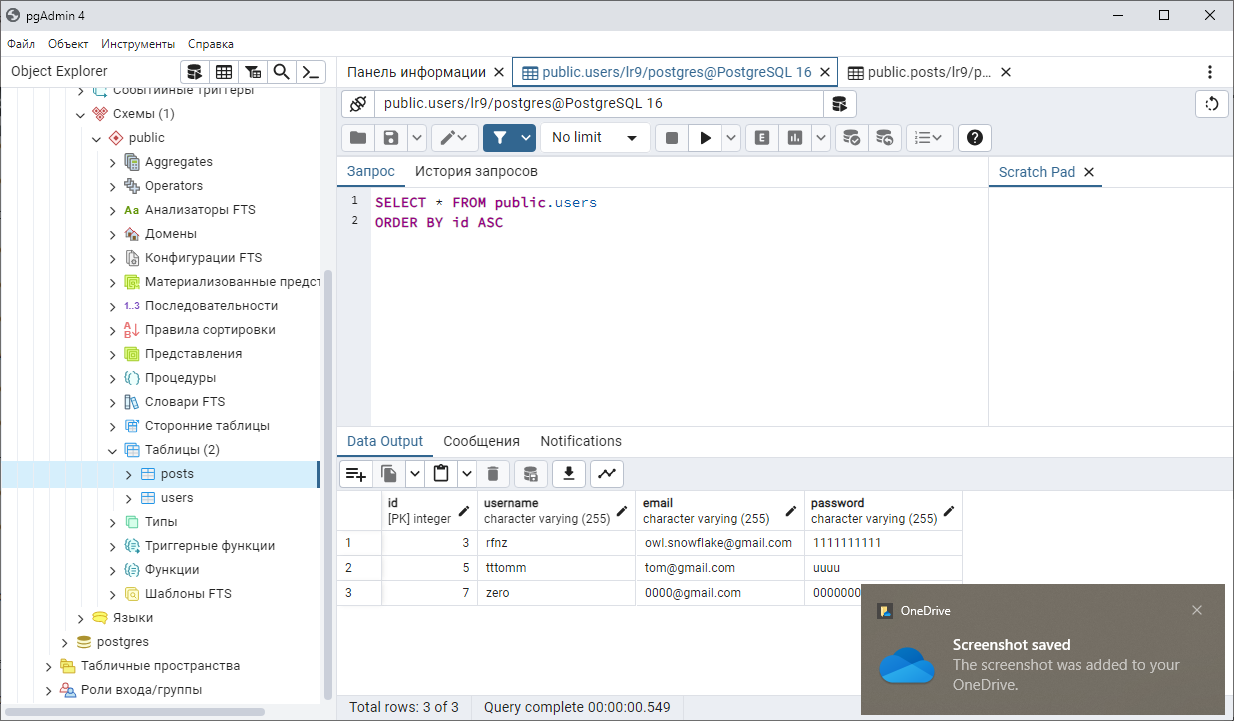 pgAdmin 4
Файл Объект Инструменты Справка
Object Explorer
Панель информации
public.users/lr9/postgres@PostgreSQL 16
public.posts/lr9/p...
public.users/lr9/postgres@PostgreSQL 16
No limit
E
Запрос
История запросов
Scratch Pad
1 SELECT * FROM public.users
2 ORDER BY id ASC
Событийные триггеры
Схемы (1)
public
Aggregates
Operators
Aa Анализаторы FTS
Домены
Конфигурации FTS
Материализованные предст
1..3 Последовательности
Правила сортировки
Представления
Процедуры
Словари FTS
Сторонние таблицы
Таблицы (2)
posts
users
Типы
Триггерные функции
Функции
Шаблоны FTS
Языки
postgres
Табличные пространства
Роли входа/группы
Data Output
Сообщения
Notifications
id username email password
[PK] integer character varying (255) character varying (255) character varying (255)
1 3 rfnz owl.snowflake@gmail.com 1111111111
2 5 tttomm tom@gmail.com uuuu
3 7 zero 0000@gmail.com 0000000
OneDrive
Screenshot saved
The screenshot was added to your
OneDrive.
Total rows: 3 of 3
Query complete 00:00:00.549